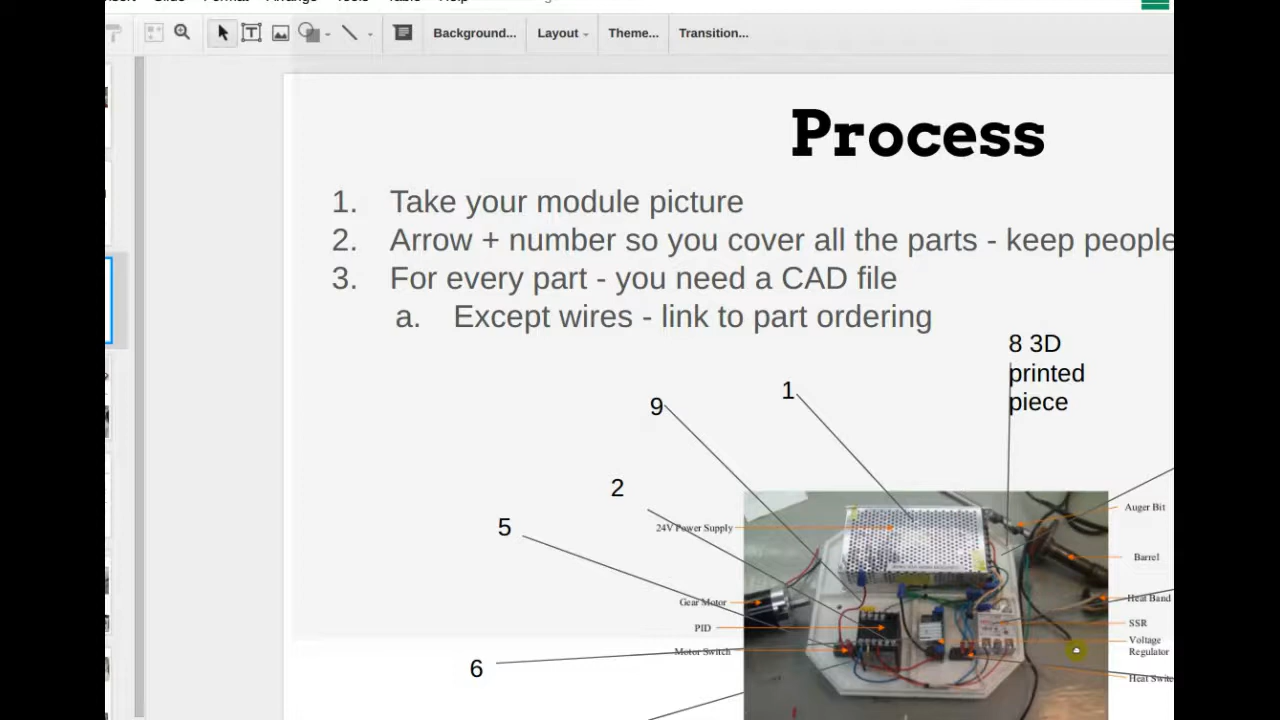 Background...
Layout
Theme...
Transition...
Process
1. Take your module picture
2. Arrow + number so you cover all the parts - keep people
3. For every part - you need a CAD file
a. Except wires - link to part ordering
8 3D
printed
piece
1
9
2
5
6
24V Power Supply
Gear Motor
PID
Motor Switch
Auger Bit
Barrel
Heat Band
SSR
Voltage
Regulator
Heat Switc